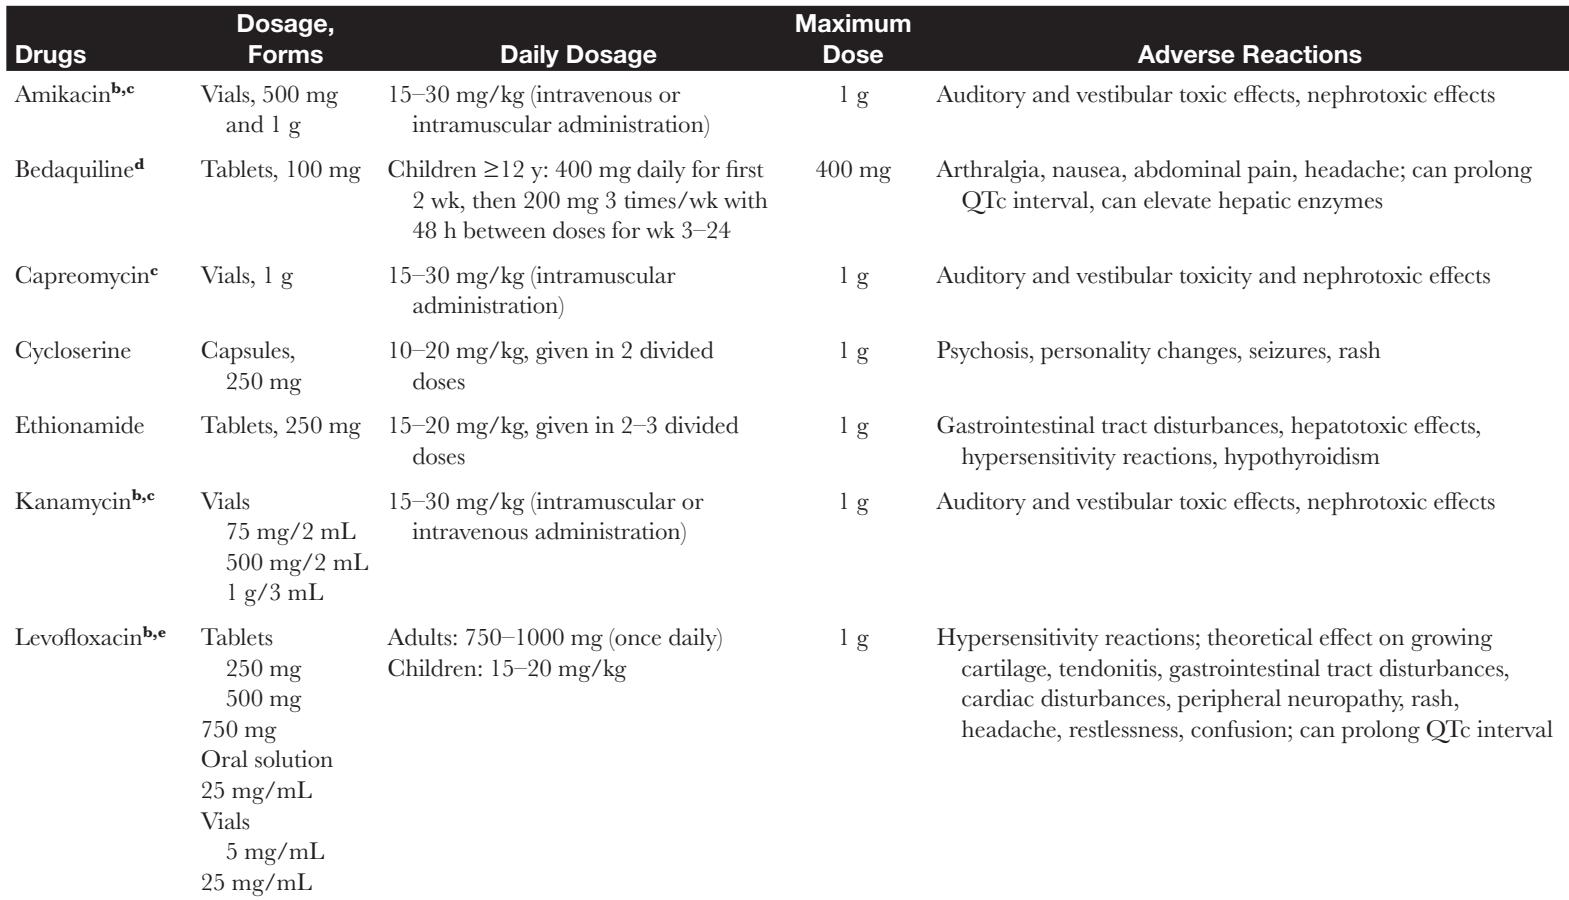 Drugs Dosage, Forms Daily Dosage Maximum Dose Adverse Reactions
Amikacinb,c Vials, 500 mg 15–30 mg/kg (intravenous or 1 g Auditory and vestibular toxic effects, nephrotoxic effects
and 1 g intramuscular administration)
Bedaquilined Tablets, 100 mg Children ≥12 y: 400 mg daily for first 400 mg Arthralgia, nausea, abdominal pain, headache; can prolong
2 wk, then 200 mg 3 times/wk with QTc interval, can elevate hepatic enzymes
48 h between doses for wk 3–24
Capreomycinc Vials, 1 g 15–30 mg/kg (intramuscular 1 g Auditory and vestibular toxicity and nephrotoxic effects
administration)
Cycloserine Capsules, 10–20 mg/kg, given in 2 divided 1 g Psychosis, personality changes, seizures, rash
250 mg doses
Ethionamide Tablets, 250 mg 15–20 mg/kg, given in 2–3 divided 1 g Gastrointestinal tract disturbances, hepatotoxic effects,
doses hypersensitivity reactions, hypothyroidism
Kanamycinb,c Vials 15–30 mg/kg (intramuscular or 1 g Auditory and vestibular toxic effects, nephrotoxic effects
75 mg/2 mL intravenous administration)
500 mg/2 mL
1 g/3 mL
Levofloxacinb,e Tablets Adults: 750–1000 mg (once daily) 1 g Hypersensitivity reactions; theoretical effect on growing
250 mg Children: 15–20 mg/kg cartilage, tendonitis, gastrointestinal tract disturbances,
500 mg cardiac disturbances, peripheral neuropathy, rash,
750 mg headache, restlessness, confusion; can prolong QTc interval
Oral solution
25 mg/mL
Vials
5 mg/mL
25 mg/mL